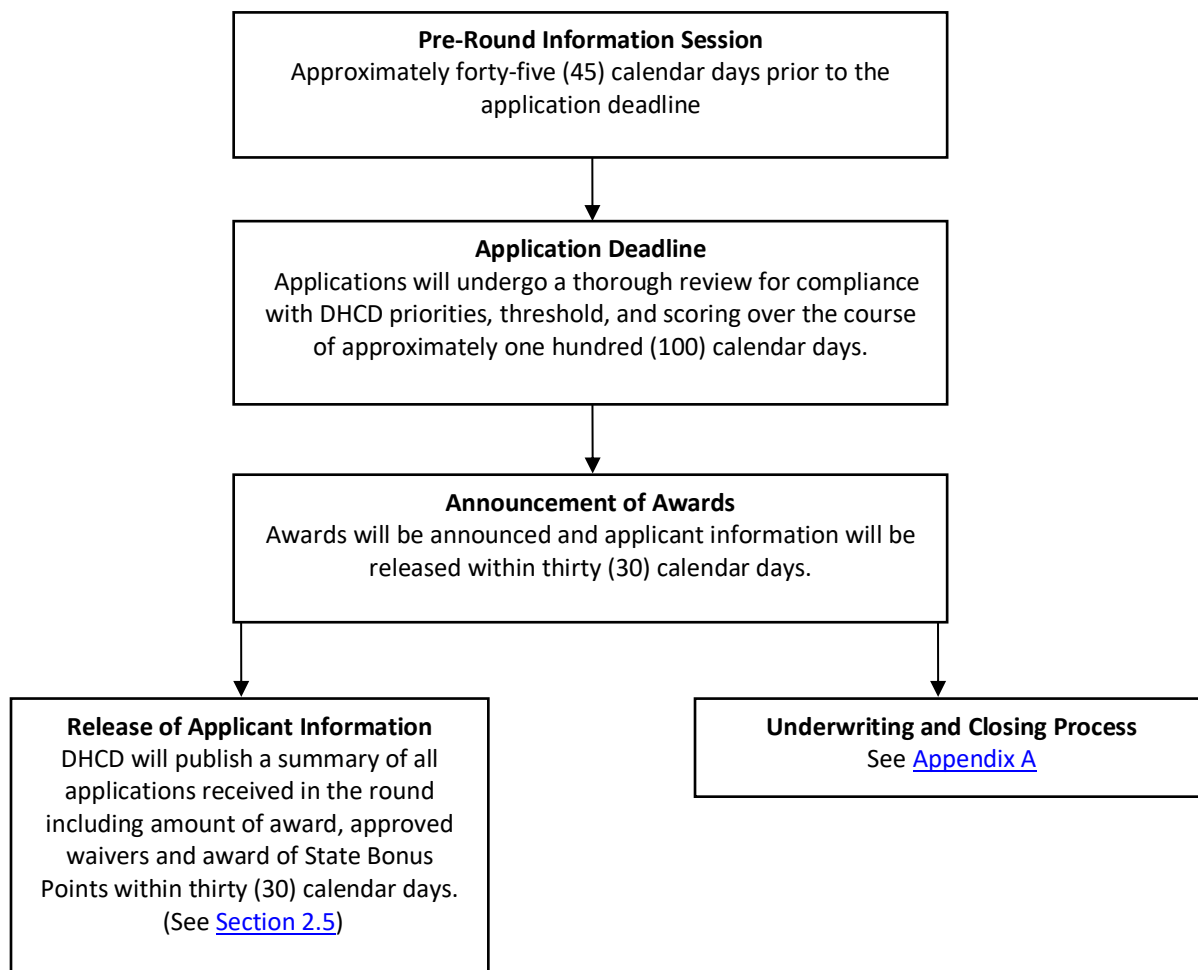 Pre-Round Information Session
Approximately forty-five (45) calendar days prior to the
application deadline
Application Deadline
Applications will undergo a thorough review for compliance
with DHCD priorities, threshold, and scoring over the course
of approximately one hundred (100) calendar days.
Announcement of Awards
Awards will be announced and applicant information will be
released within thirty (30) calendar days.
Release of Applicant Information
DHCD will publish a summary of all
applications received in the round
including amount of award, approved
waivers and award of State Bonus
Points within thirty (30) calendar days.
(See Section 2.5)
Underwriting and Closing Process
See Appendix A